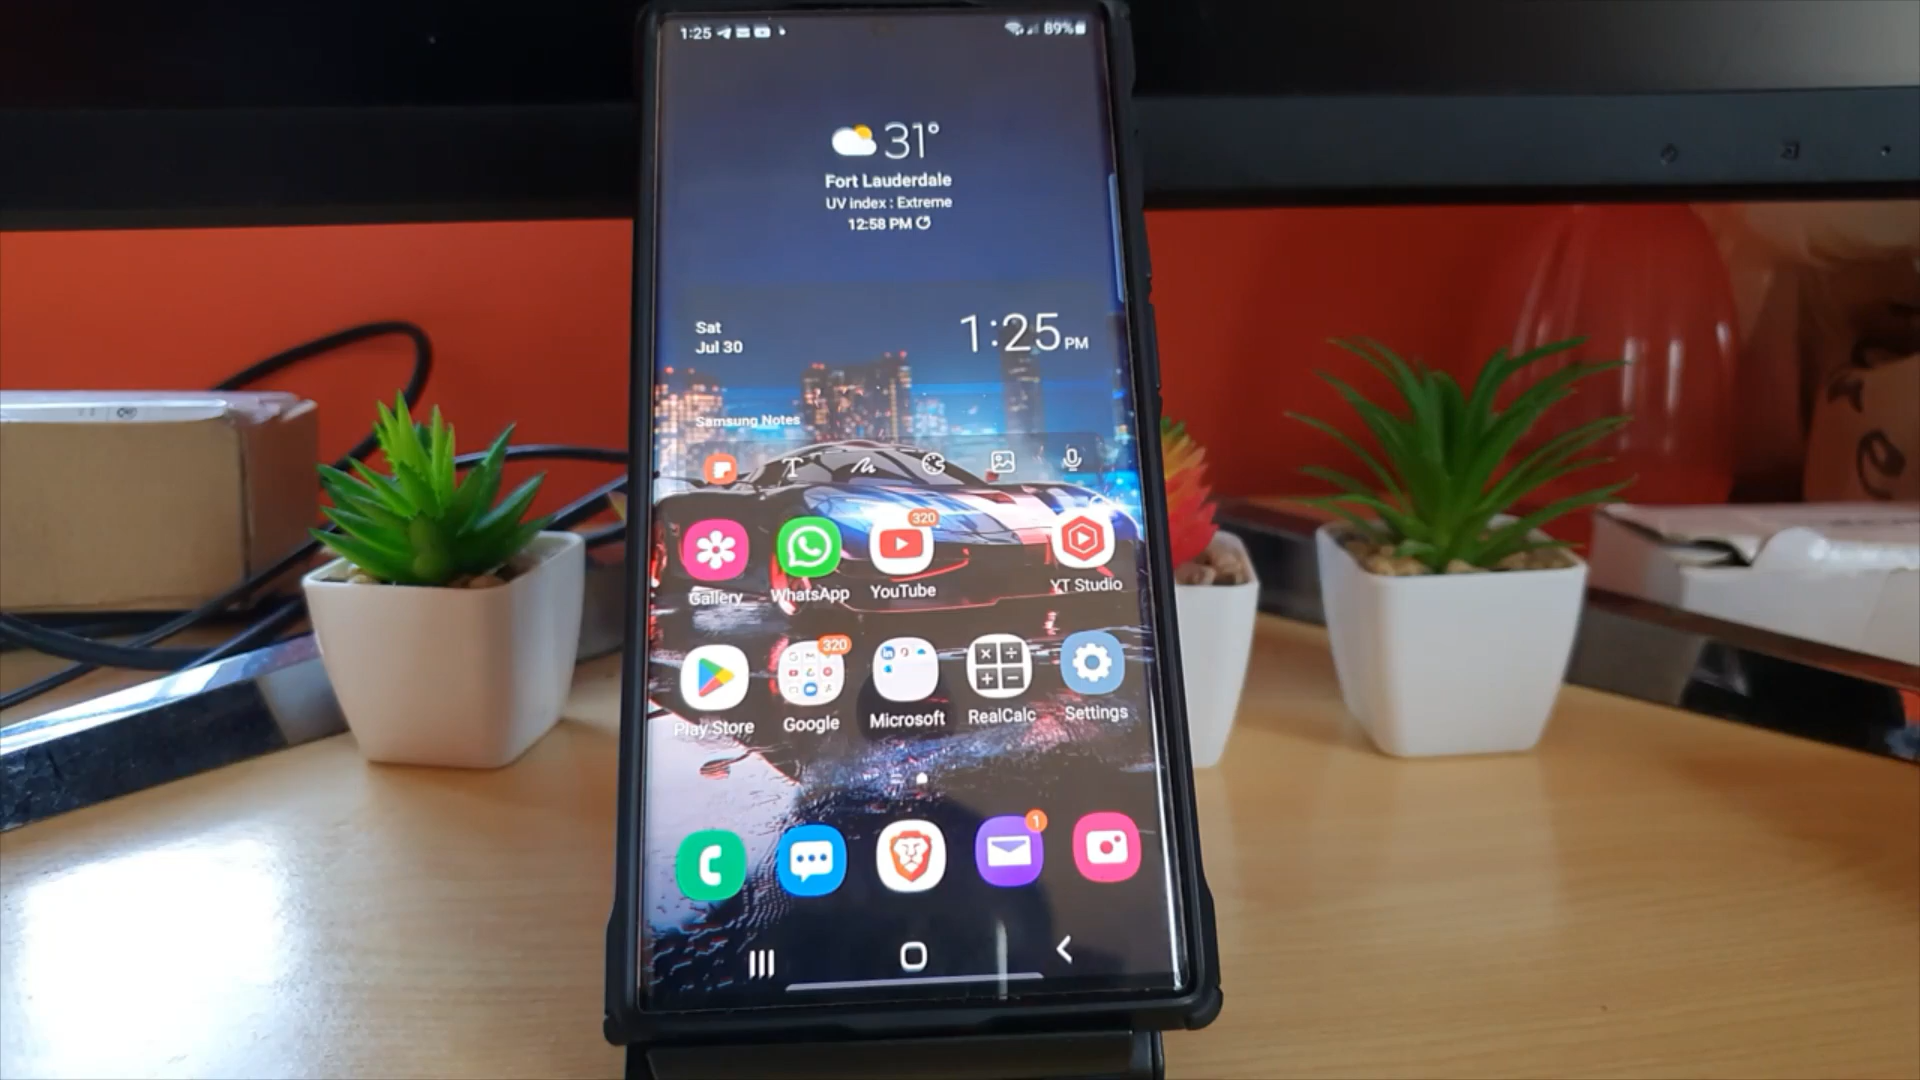 1:25
89%
31°
Fort Lauderdale
UV index : Extreme
12:58 PM
Sat
Jul 30
1:25 PM
Samsung Notes
T
320
Gallery
WhatsApp
YouTube
YT Studio
320
Play Store
Google
Microsoft
RealCalc
Settings
1